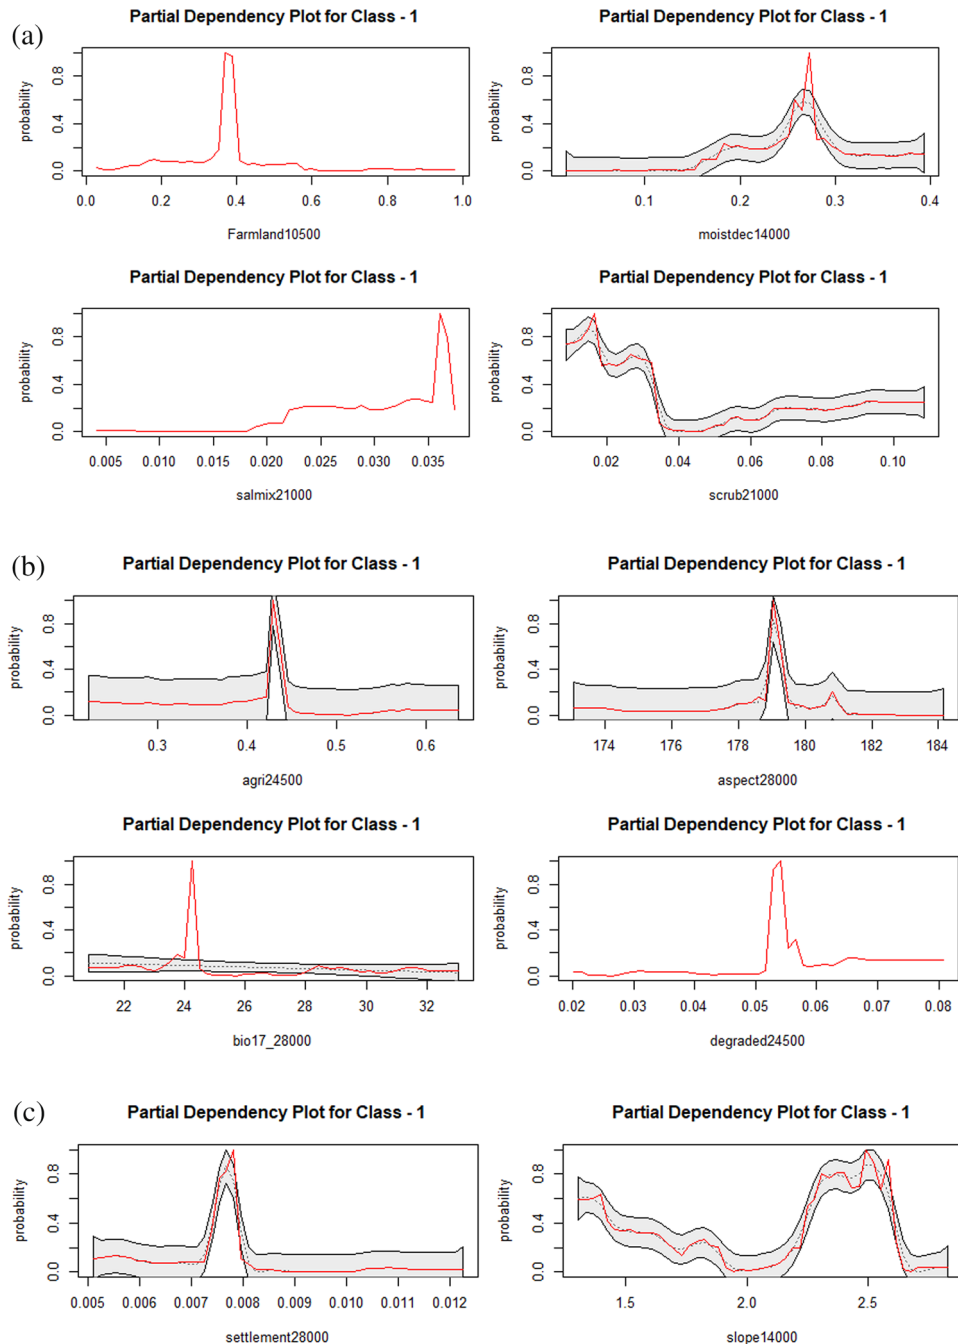 (a)
Partial Dependency Plot for Class - 1
probability
0.8
0.4
0.0
0.0 0.2 0.4 0.6 0.8 1.0
Farmland10500
Partial Dependency Plot for Class - 1
probability
0.8
0.4
0.0
0.1 0.2 0.3 0.4
moistdec14000
Partial Dependency Plot for Class - 1
probability
0.8
0.4
0.0
0.005 0.010 0.015 0.020 0.025 0.030 0.035
salmix21000
Partial Dependency Plot for Class - 1
probability
0.8
0.4
0.0
0.02 0.04 0.06 0.08 0.10
scrub21000
(b)
Partial Dependency Plot for Class - 1
probability
0.8
0.4
0.0
0.3 0.4 0.5 0.6
agri24500
Partial Dependency Plot for Class - 1
probability
0.8
0.4
0.0
174 176 178 180 182 184
aspect28000
Partial Dependency Plot for Class - 1
probability
0.8
0.4
0.0
22 24 26 28 30 32
bio17_28000
Partial Dependency Plot for Class - 1
probability
0.8
0.4
0.0
0.02 0.03 0.04 0.05 0.06 0.07 0.08
degraded24500
(c)
Partial Dependency Plot for Class - 1
probability
0.8
0.4
0.0
0.005 0.006 0.007 0.008 0.009 0.010 0.011 0.012
settlement28000
Partial Dependency Plot for Class - 1
probability
0.8
0.4
0.0
1.5 2.0 2.5
slope14000